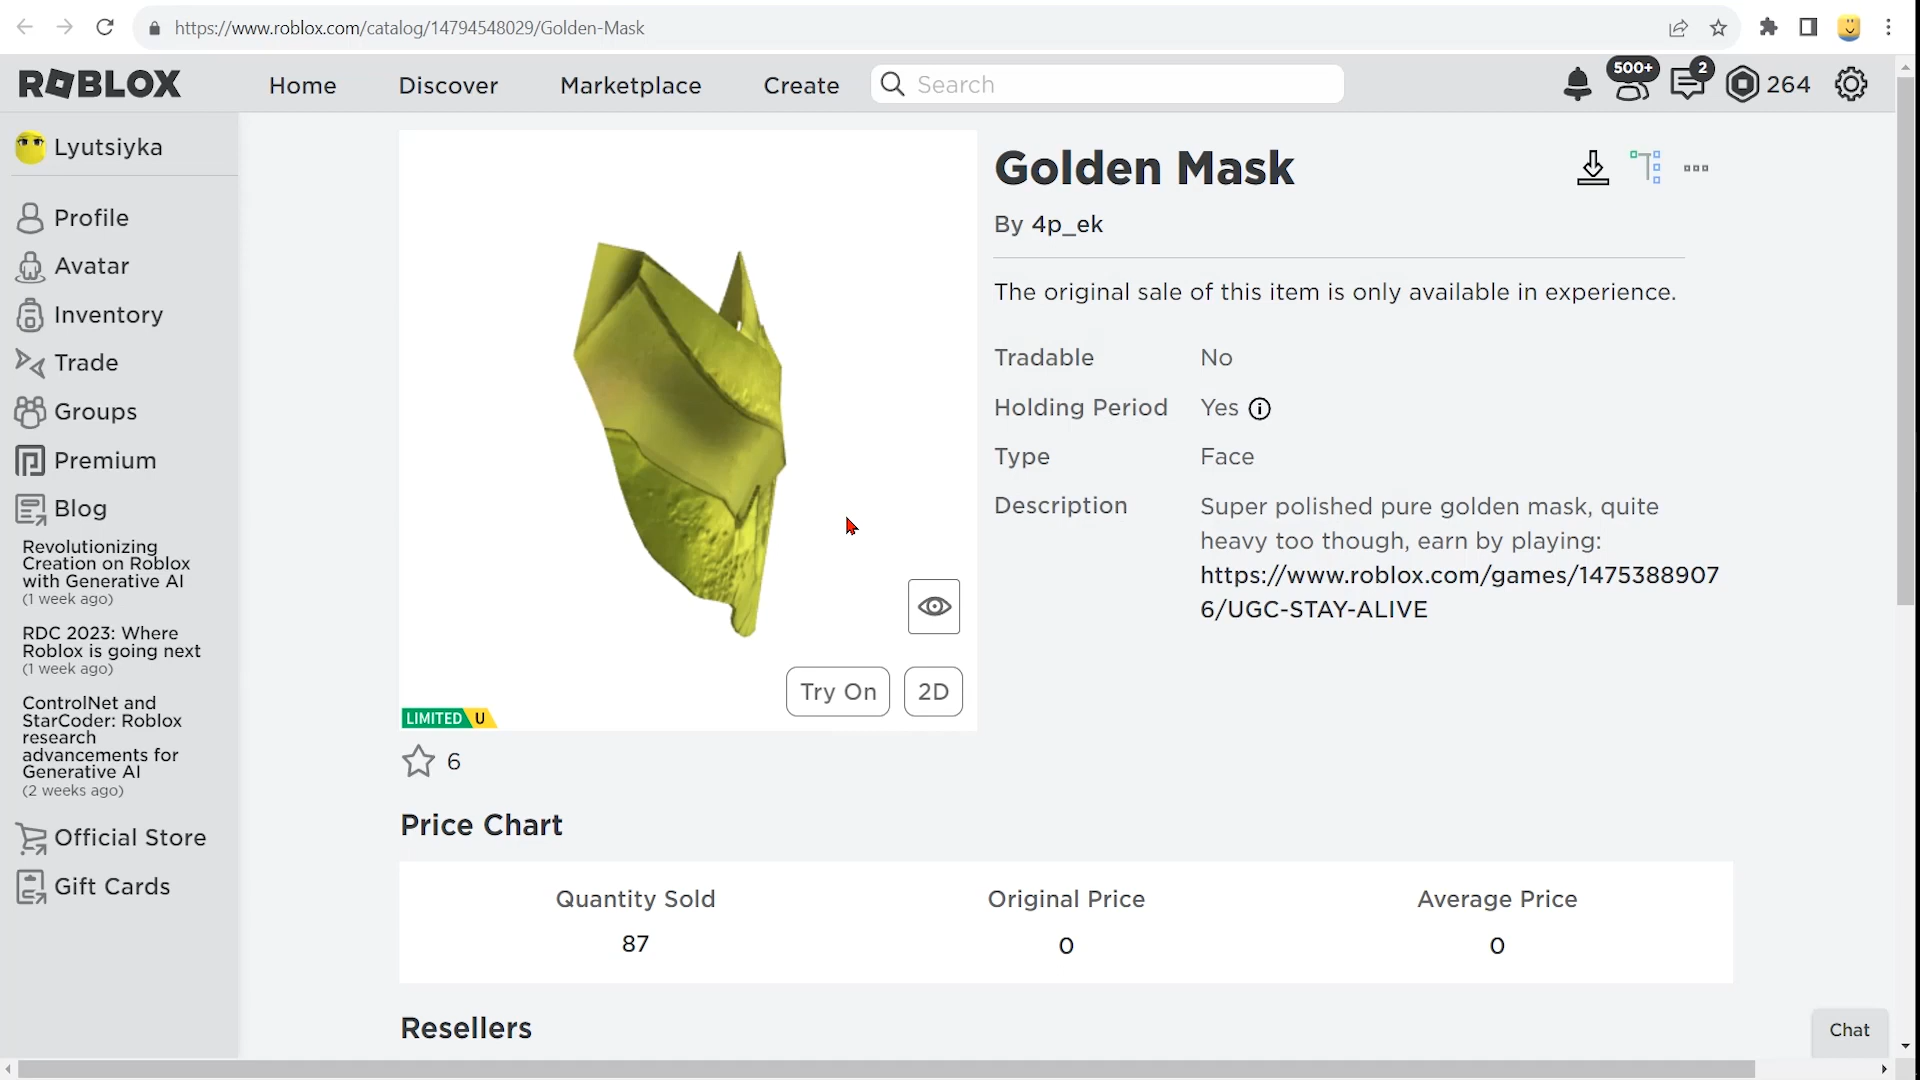 https://www.roblox.com/catalog/14794548029/Golden-Mask
ROBLOX
Home
Discover
Marketplace
Create
Search
500+
2
264
Lyutsiyka
Profile
Avatar
Inventory
Trade
Groups
Premium
Blog
Revolutionizing
Creation on Roblox
with Generative AI
(1 week ago)
RDC 2023: Where
Roblox is going next
(1 week ago)
ControlNet and
StarCoder: Roblox
research
advancements for
Generative AI
(2 weeks ago)
Official Store
Gift Cards
Try On
2D
LIMITED U
6
Golden Mask
By 4p_ek
The original sale of this item is only available in experience.
Tradable No
Holding Period Yes
Type Face
Description Super polished pure golden mask, quite
heavy too though, earn by playing:
https://www.roblox.com/games/1475388907
6/UGC-STAY-ALIVE
Price Chart
Quantity Sold Original Price Average Price
87 0 0
Resellers
Chat